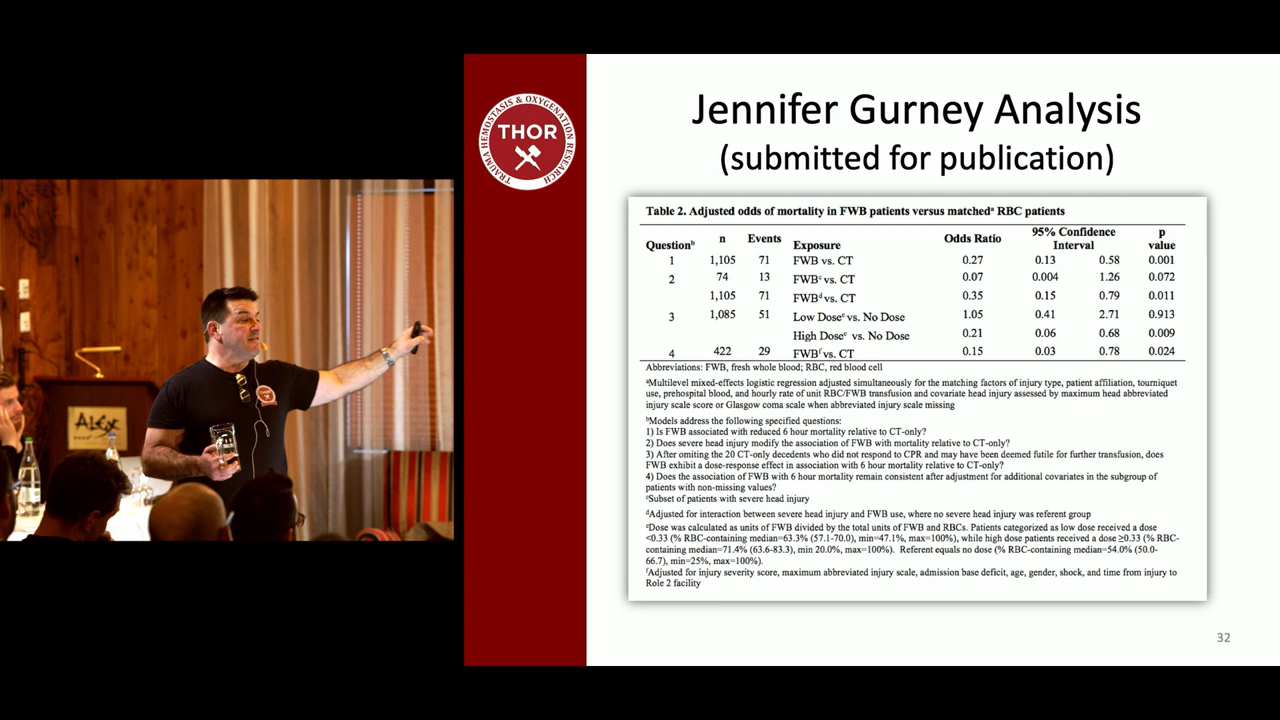 ALEX
TRAUMA HEMOSTASIS & OXYGENATION RESEARCH
THOR
Jennifer Gurney Analysis
(submitted for publication)
Table 2. Adjusted odds of mortality in FWB patients versus matchedᵃ RBC patients
Questionᵇ n Events Exposure Odds Ratio 95% Confidence Interval p value
1 1,105 71 FWB vs. CT 0.27 0.13 0.58 0.001
2 74 13 FWBᶜ vs. CT 0.07 0.004 1.26 0.072
1,105 71 FWBᵈ vs. CT 0.35 0.15 0.79 0.011
3 1,085 51 Low Doseᵉ vs. No Dose 1.05 0.41 2.71 0.913
High Doseᵉ vs. No Dose 0.21 0.06 0.68 0.009
4 422 29 FWBᶠ vs. CT 0.15 0.03 0.78 0.024
Abbreviations: FWB, fresh whole blood; RBC, red blood cell
ᵃMultilevel mixed-effects logistic regression adjusted simultaneously for the matching factors of injury type, patient affiliation, tourniquet
use, prehospital blood, and hourly rate of unit RBC/FWB transfusion and covariate head injury assessed by maximum head abbreviated
injury scale score or Glasgow coma scale when abbreviated injury scale missing
ᵇModels address the following specified questions:
1) Is FWB associated with reduced 6 hour mortality relative to CT-only?
2) Does severe head injury modify the association of FWB with mortality relative to CT-only?
3) After omiting the 20 CT-only decedents who did not respond to CPR and may have been deemed futile for further transfusion, does
FWB exhibit a dose-response effect in association with 6 hour mortality relative to CT-only?
4) Does the association of FWB with 6 hour mortality remain consistent after adjustment for additional covariates in the subgroup of
patients with non-missing values?
ᶜSubset of patients with severe head injury
ᵈAdjusted for interaction between severe head injury and FWB use, where no severe head injury was referent group
ᵉDose was calculated as units of FWB divided by the total units of FWB and RBCs. Patients categorized as low dose received a dose
<0.33 (% RBC-containing median=63.3% (57.1-70.0), min=47.1%, max=100%), while high dose patients received a dose ≥0.33 (% RBC-
containing median=71.4% (63.6-83.3), min 20.0%, max=100%). Referent equals no dose (% RBC-containing median=54.0% (50.0-
66.7), min=25%, max=100%).
ᶠAdjusted for injury severity score, maximum abbreviated injury scale, admission base deficit, age, gender, shock, and time from injury to
Role 2 facility
32